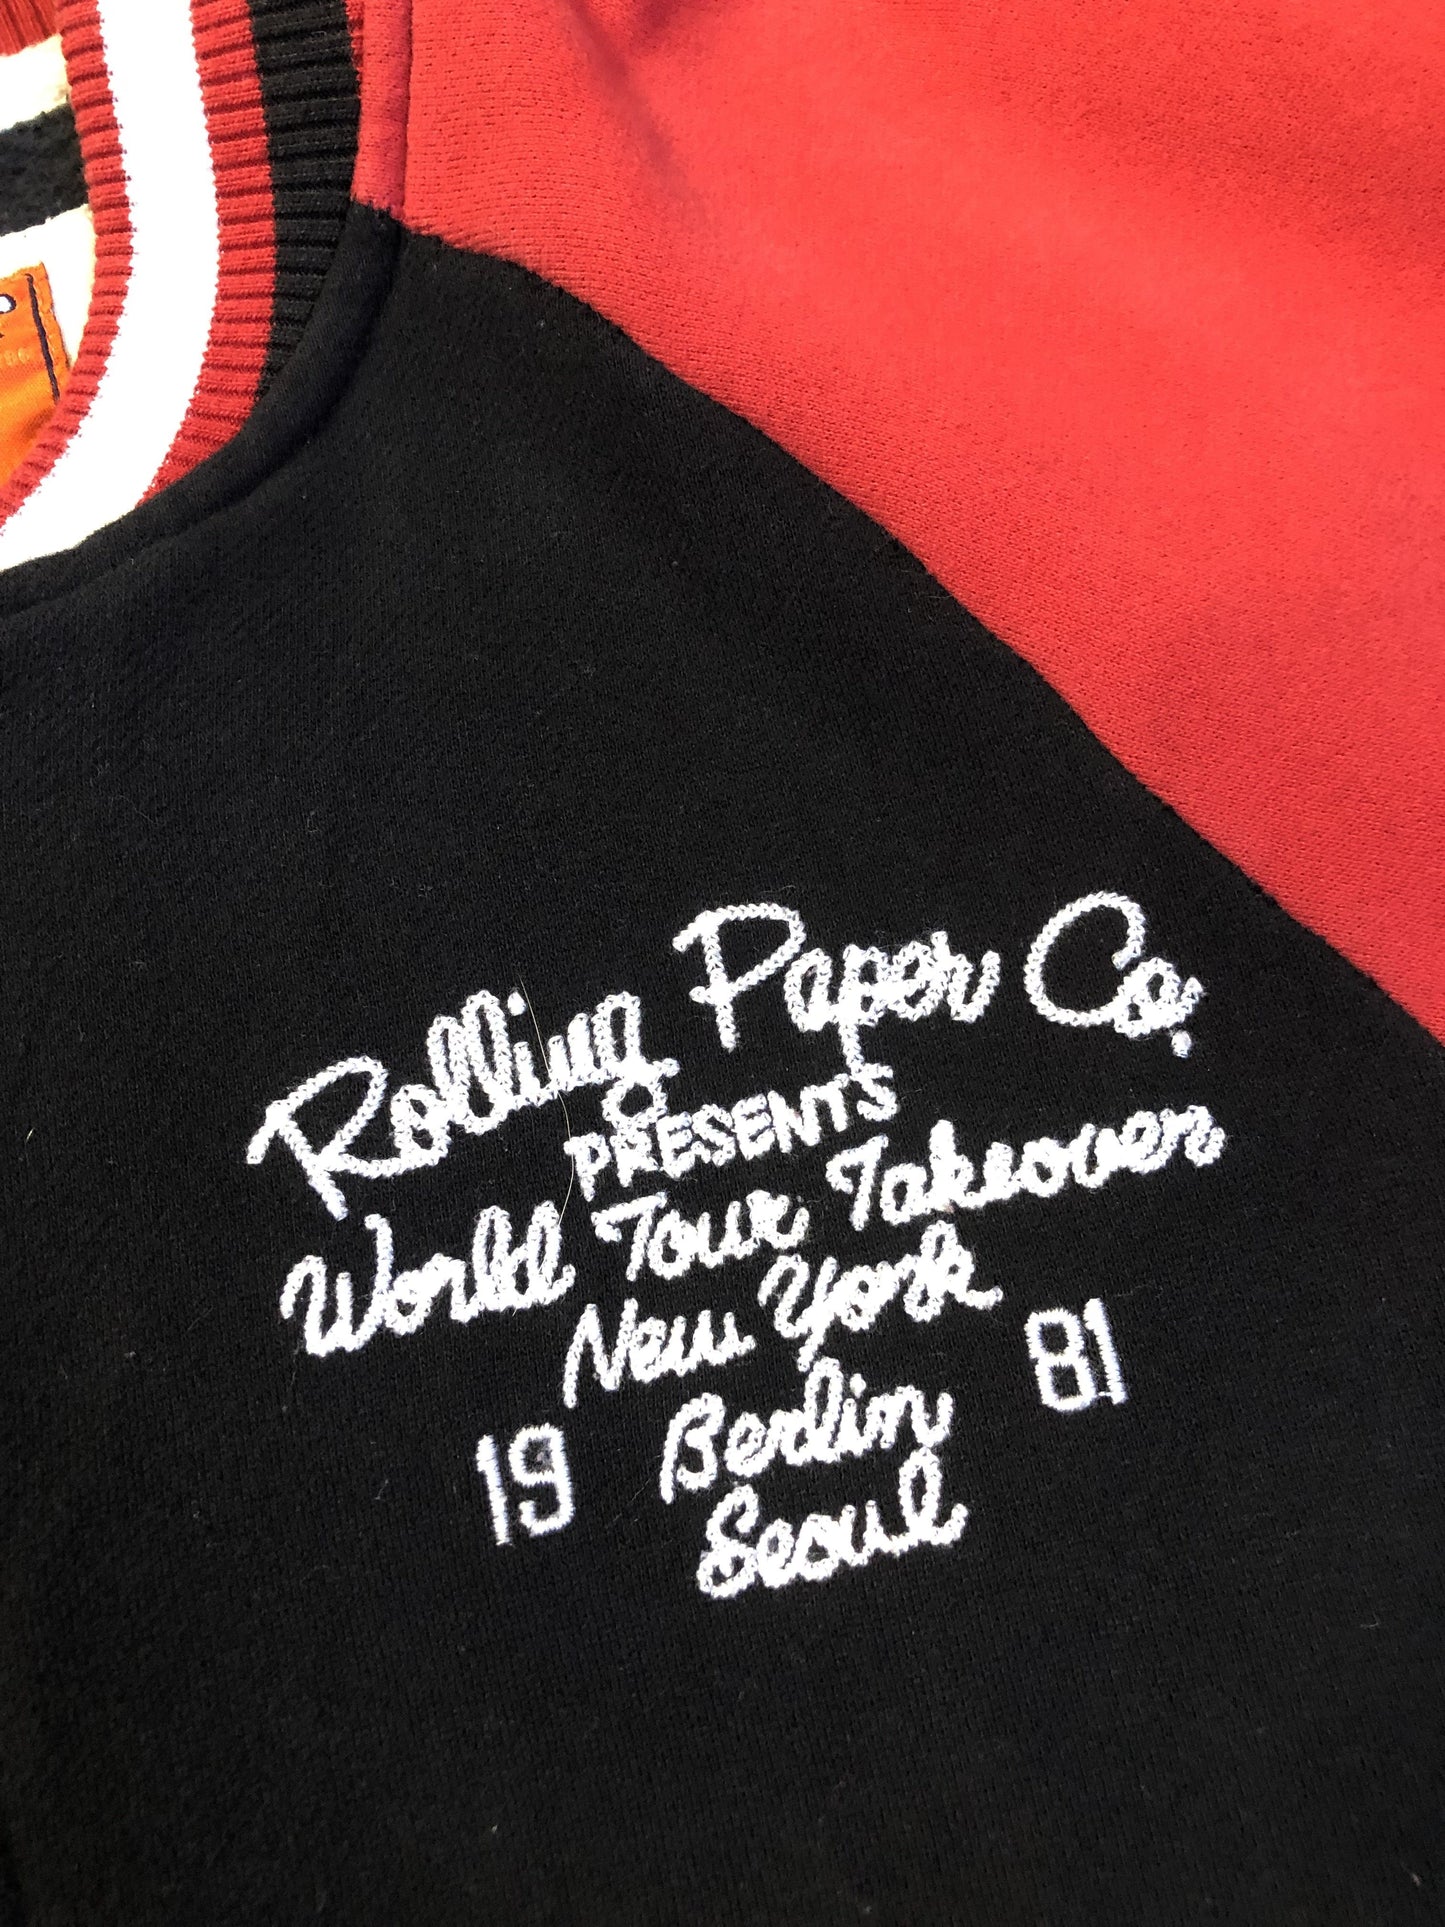 Rolling Paper Co.
PRESENTS
World Tour Takeover
New York
19 Berlin 81
Seoul